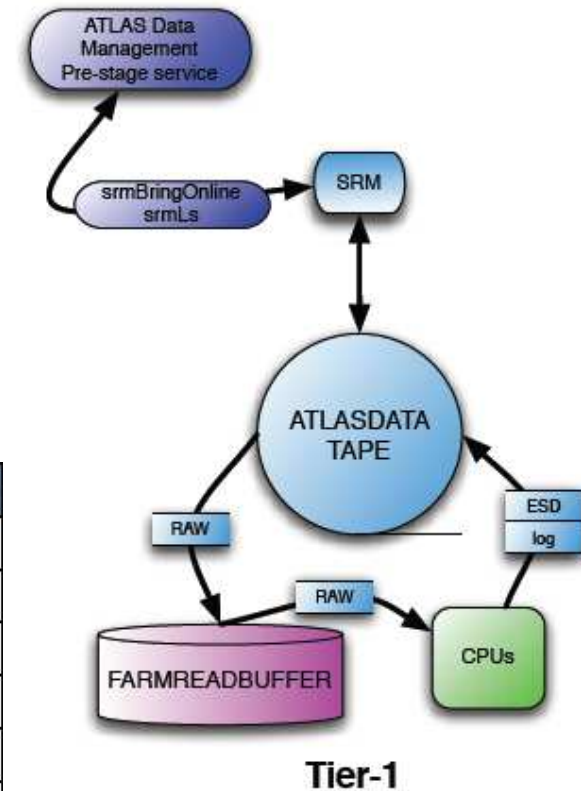 ATLAS Data
Management
Pre-stage service
srmBringOnline
srmLs
SRM
ATLASDATA
TAPE
RAW
ESD
log
RAW
FARMREADBUFFER
CPUs
Tier-1